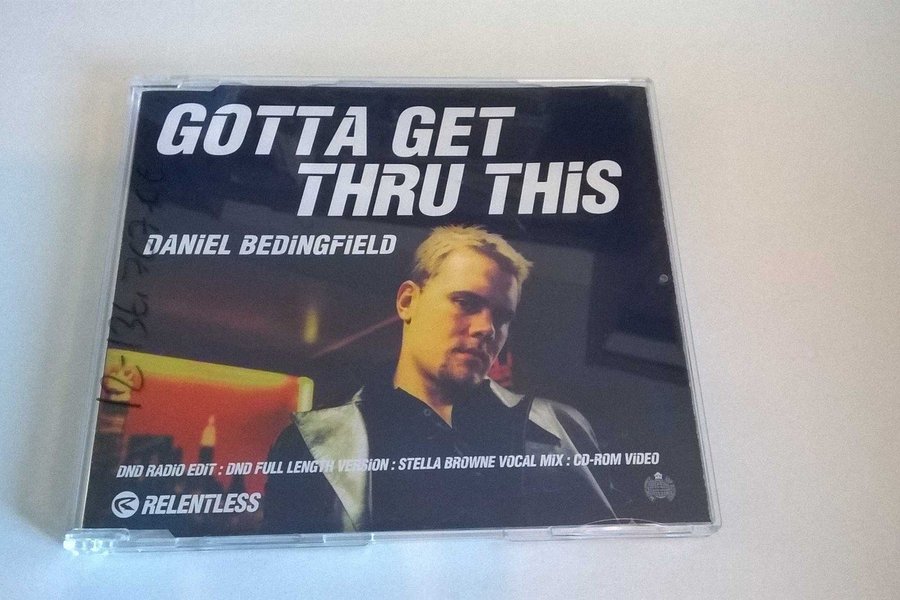 GOTTA GET
THRU THiS
DANiEL BEDiNGFiELD
DND RADiO EDiT : DND FULL LENGTH VERSiON : STELLA BROWNE VOCAL MiX : CD-ROM ViDEO
RELENTLESS